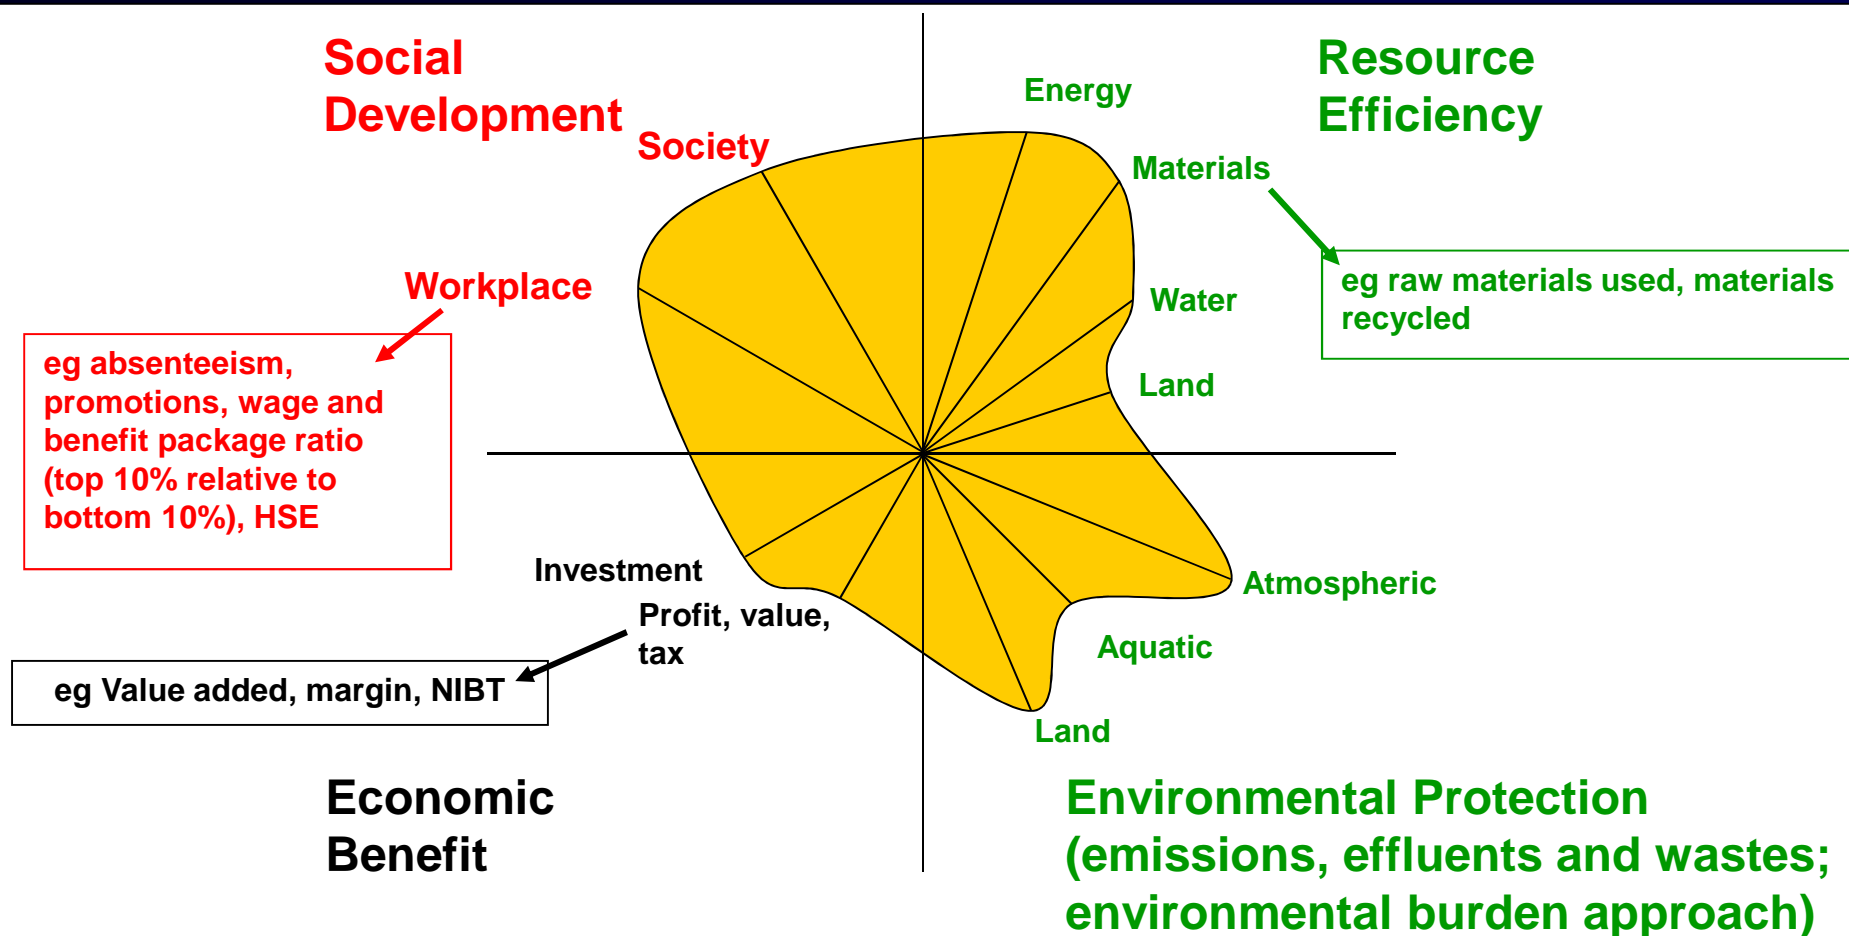 Social
Development
Resource
Efficiency
Energy
Society
Materials
Workplace
Water
eg raw materials used, materials
recycled
Land
eg absenteeism,
promotions, wage and
benefit package ratio
(top 10% relative to
bottom 10%), HSE
Investment
Profit, value,
tax
Atmospheric
Aquatic
eg Value added, margin, NIBT
Land
Economic
Benefit
Environmental Protection
(emissions, effluents and wastes;
environmental burden approach)